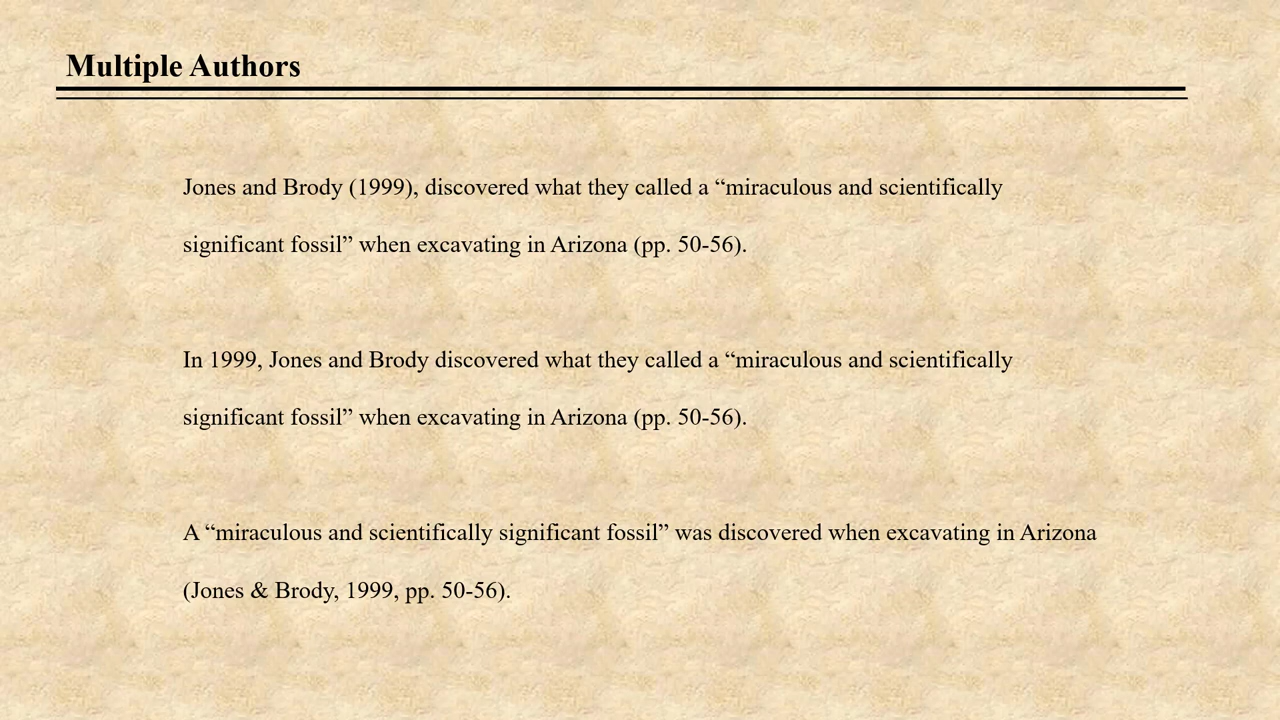 Multiple Authors
Jones and Brody (1999), discovered what they called a “miraculous and scientifically
significant fossil” when excavating in Arizona (pp. 50-56).
In 1999, Jones and Brody discovered what they called a “miraculous and scientifically
significant fossil” when excavating in Arizona (pp. 50-56).
A “miraculous and scientifically significant fossil” was discovered when excavating in Arizona
(Jones & Brody, 1999, pp. 50-56).